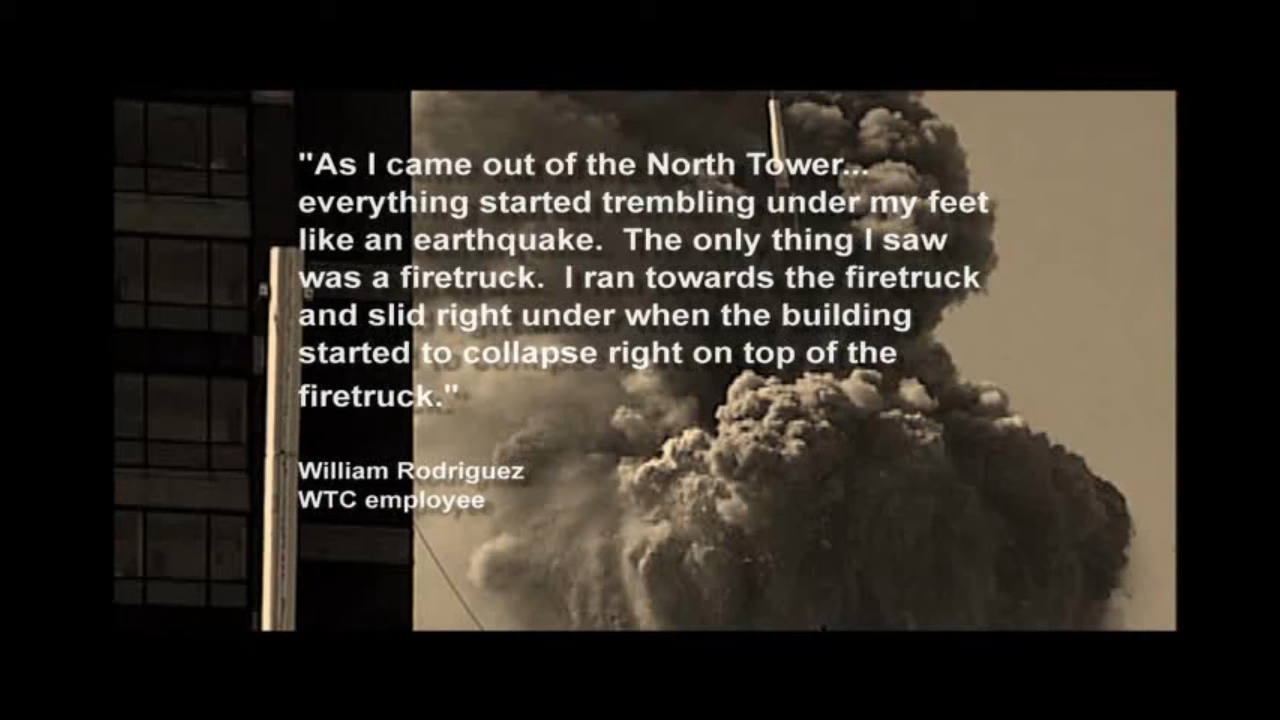 "As I came out of the North Tower...
everything started trembling under my feet
like an earthquake.  The only thing I saw
was a firetruck.  I ran towards the firetruck
and slid right under when the building
started to collapse right on top of the
firetruck."
William Rodriguez
WTC employee